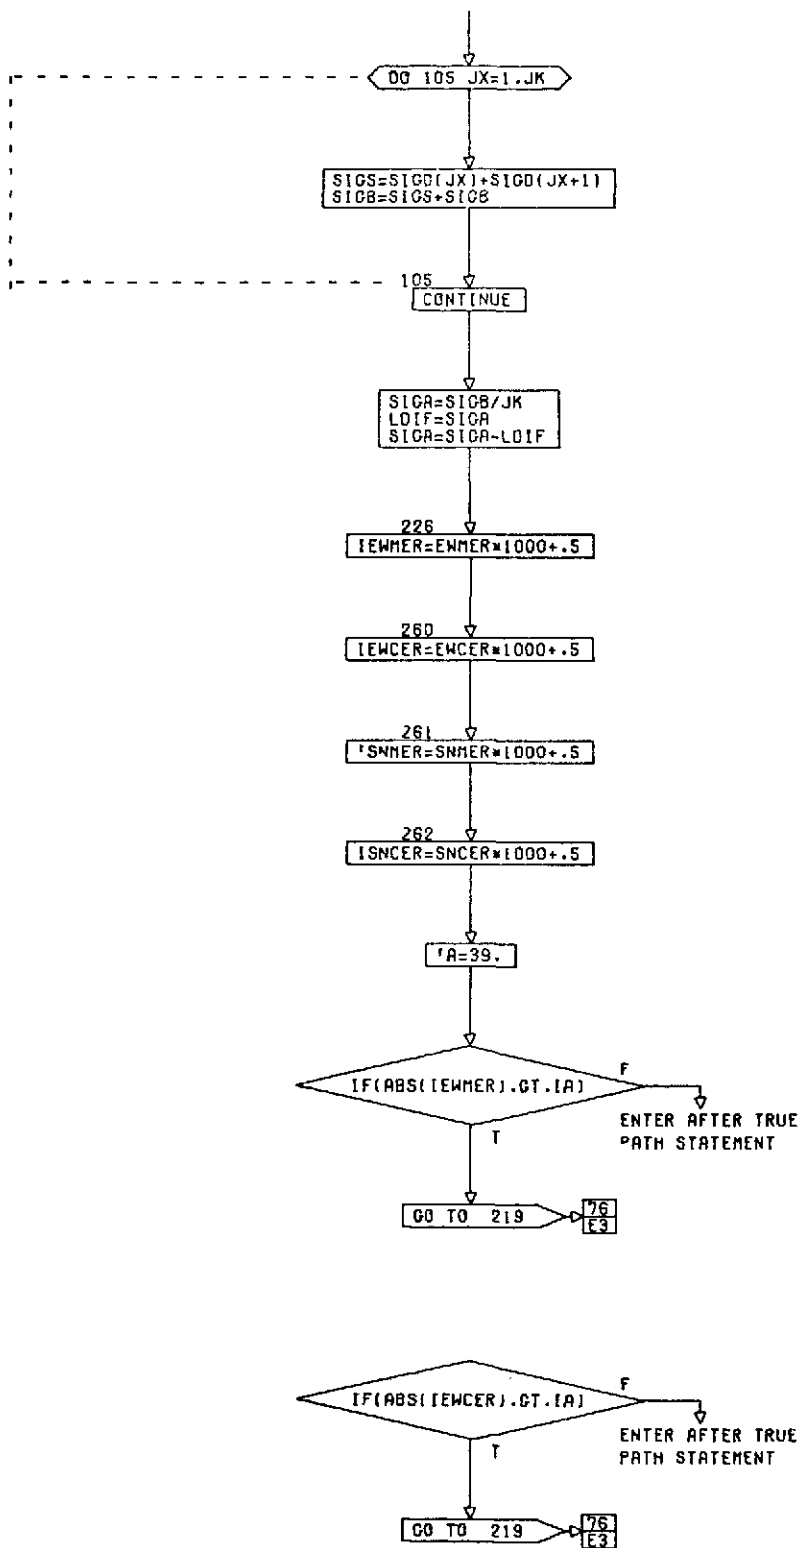 DO 105 JX=1.JK
SIGS=SIGD(JX)+SIGD(JX+1)
SIGB=SIGS+SIGB
105
CONTINUE
SIGA=SIGB/JK
LDIF=SIGA
SIGA=SIGA-LDIF
226
IEWMER=EWMER*1000+.5
260
IEWCER=EWCER*1000+.5
261
'SNMER=SNMER*1000+.5
262
ISNCER=SNCER*1000+.5
'A=39.
IF(ABS(IEWMER).GT.IA)
F
ENTER AFTER TRUE
PATH STATEMENT
T
GO TO 219
76
E3
IF(ABS(IEWCER).GT.IA)
F
ENTER AFTER TRUE
PATH STATEMENT
T
GO TO 219
76
E3